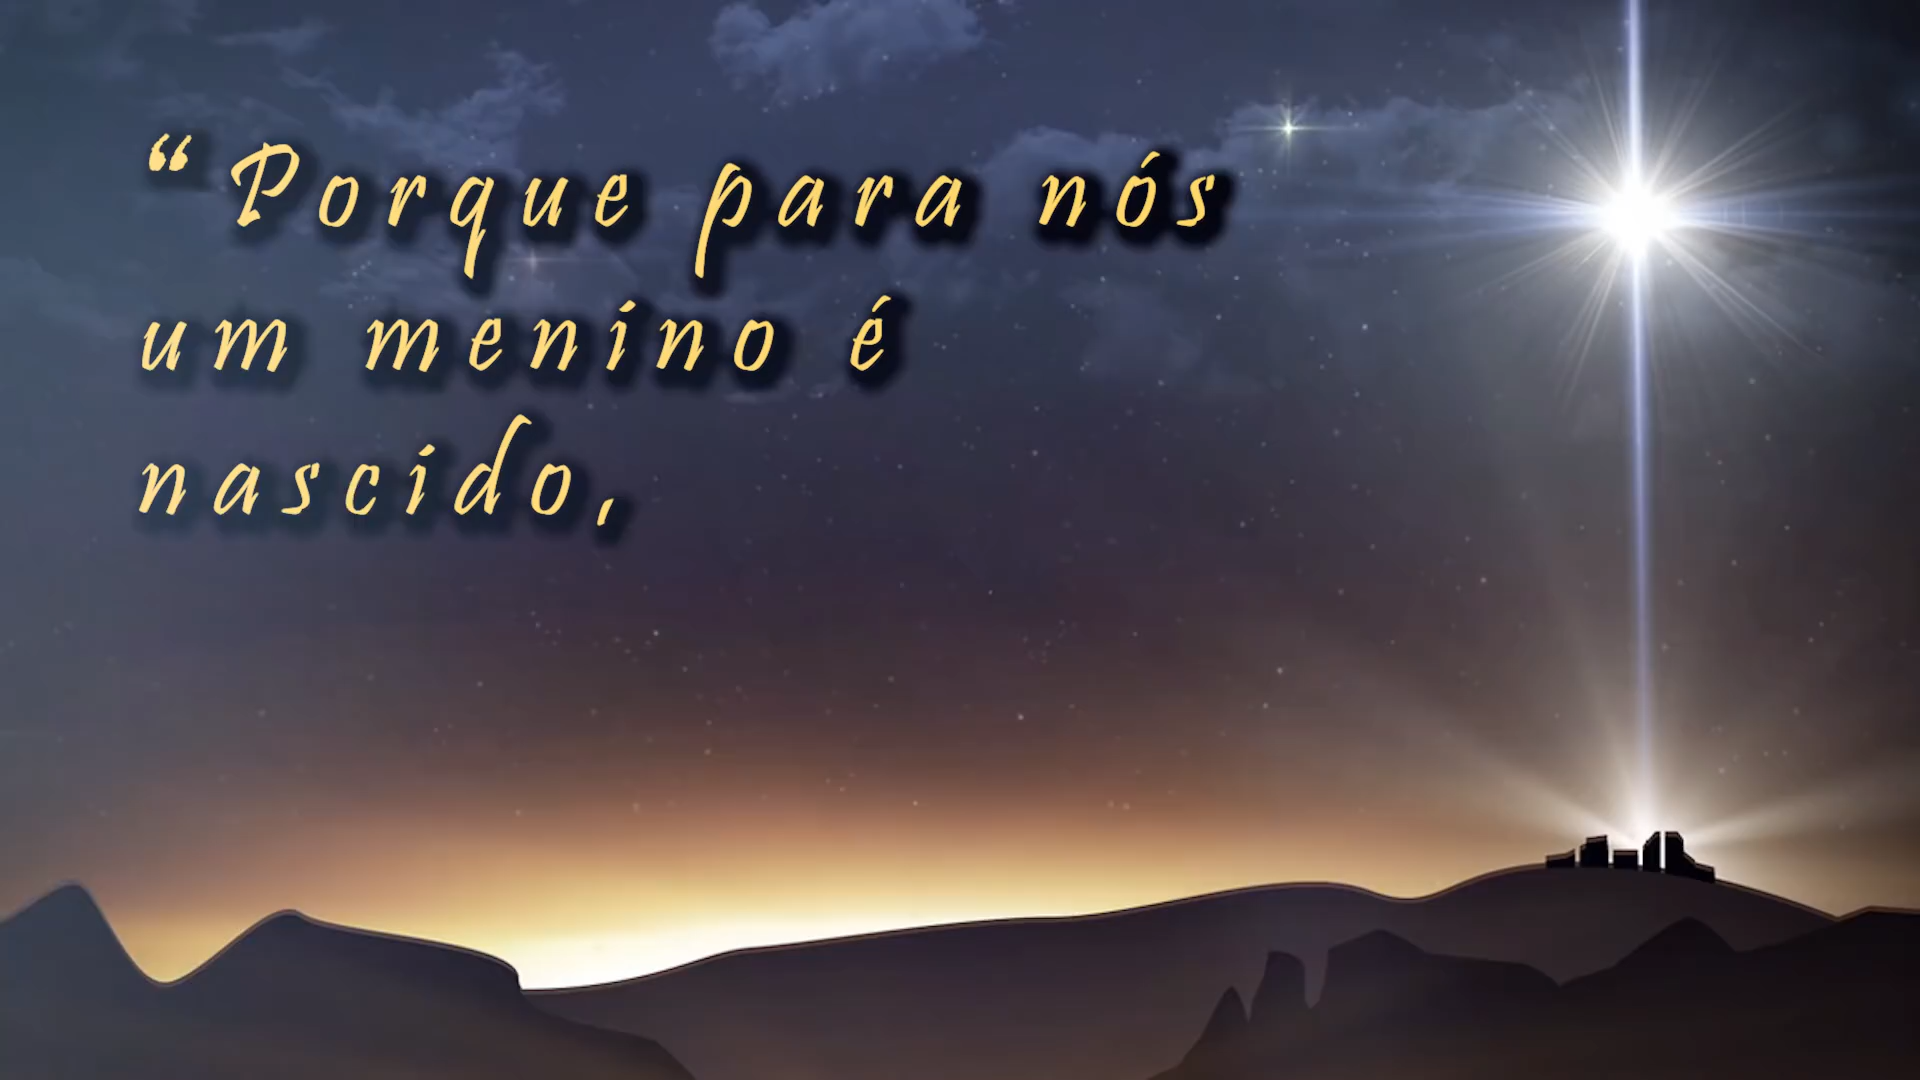 “Porque para nós
um menino é
nascido,